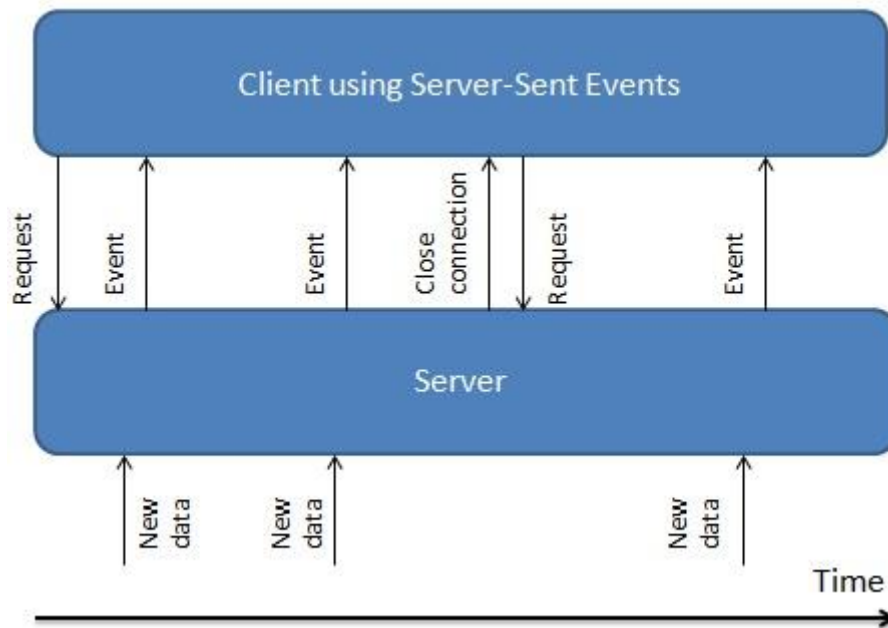 Client using Server-Sent Events
Request
Event
Event
Close
connection
Request
Event
Server
New
data
New
data
New
data
Time